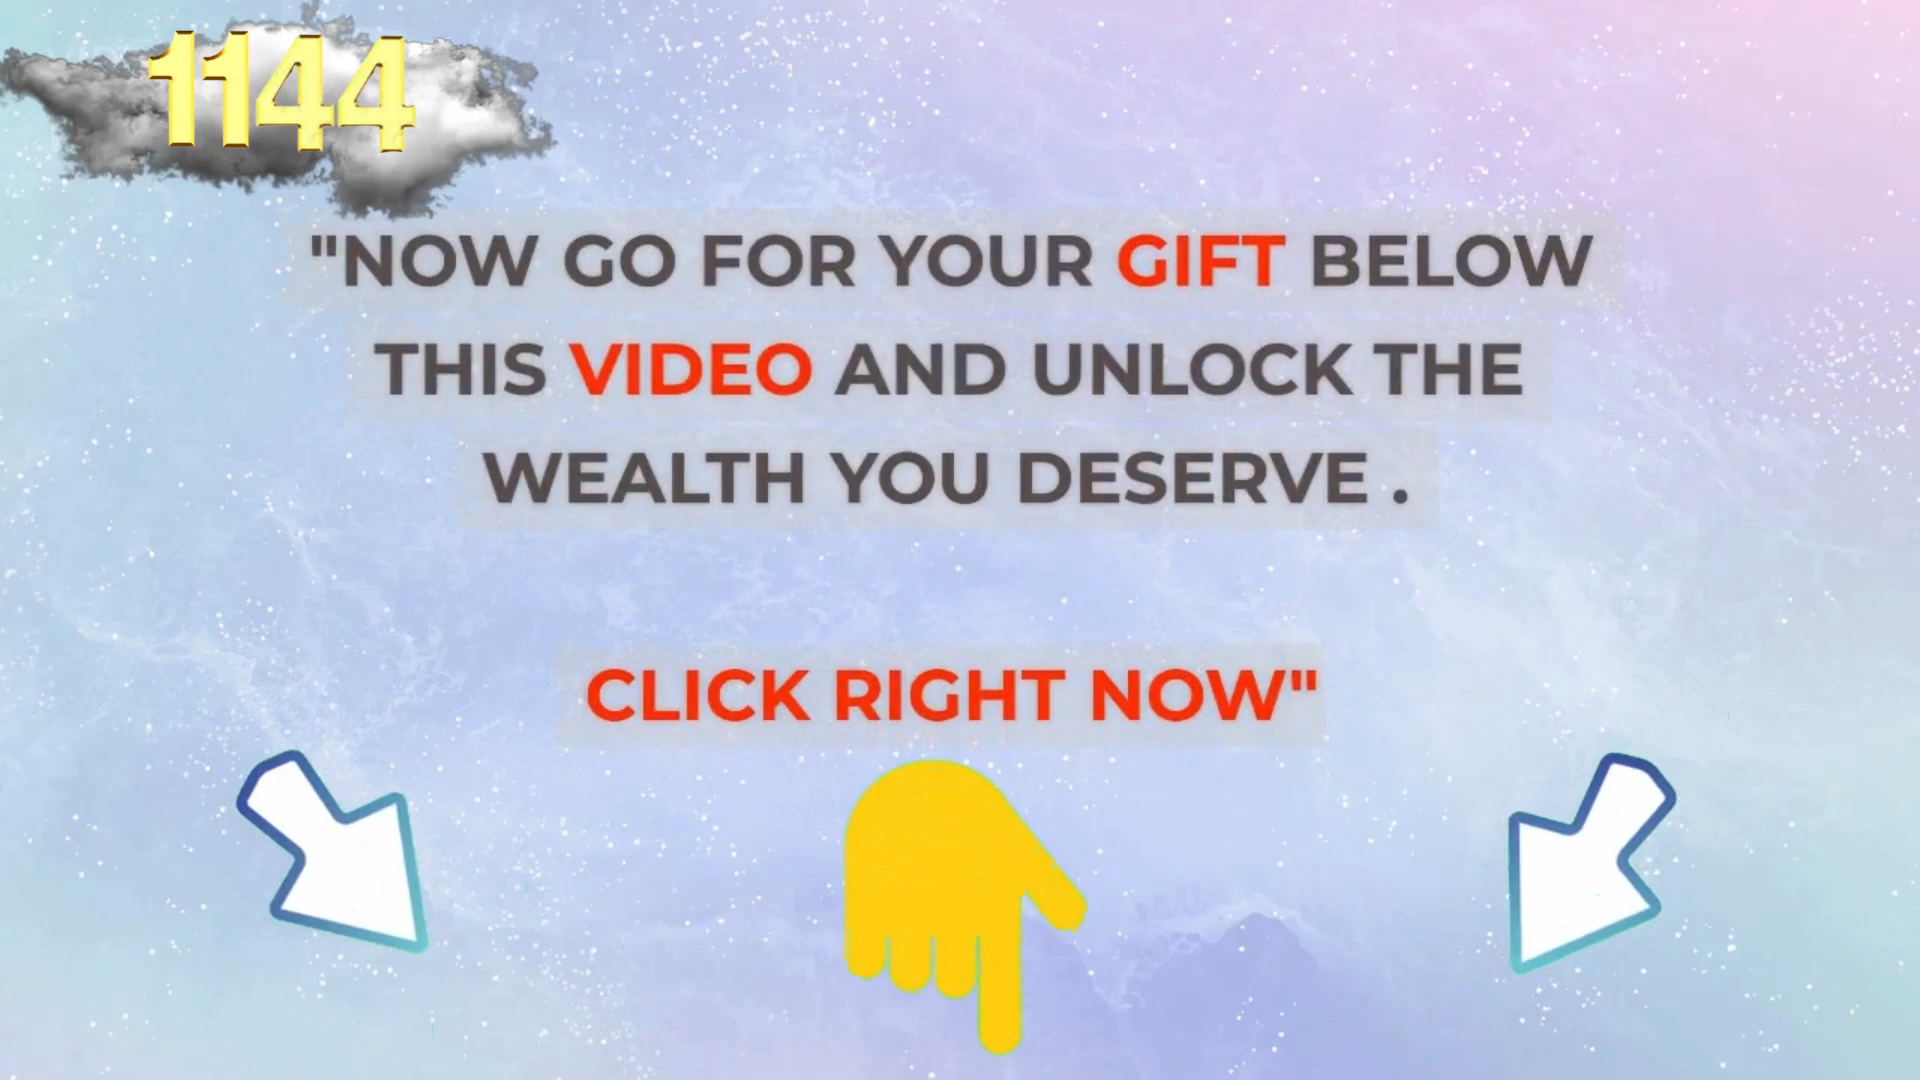 1144
"NOW GO FOR YOUR GIFT BELOW
THIS VIDEO AND UNLOCK THE
WEALTH YOU DESERVE .
CLICK RIGHT NOW"